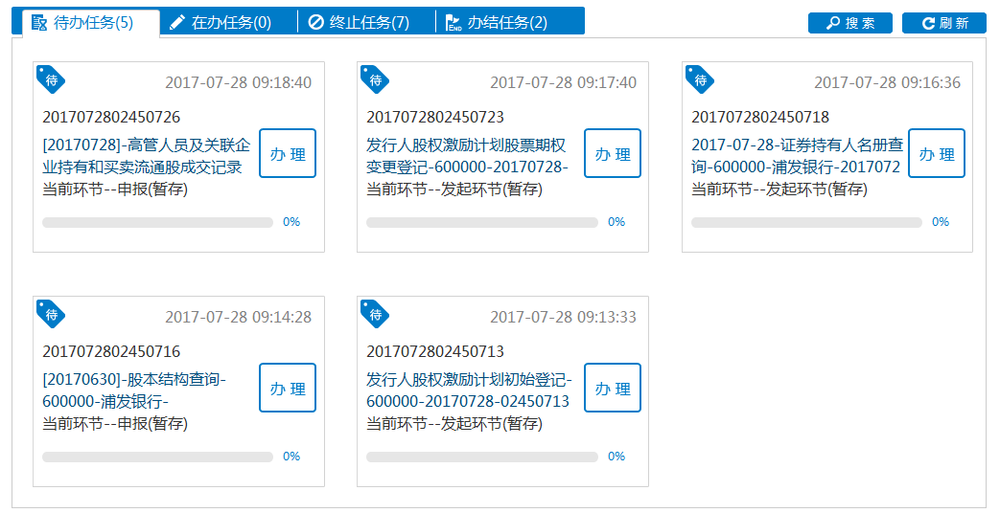 待办任务(5) 在办任务(0) 终止任务(7) END 办结任务(2) 搜 索 刷 新
待 2017-07-28 09:18:40
2017072802450726
[20170728]-高管人员及关联企
业持有和买卖流通股成交记录
当前环节--申报(暂存)
办 理
0%
待 2017-07-28 09:17:40
2017072802450723
发行人股权激励计划股票期权
变更登记-600000-20170728-
当前环节--发起环节(暂存)
办 理
0%
待 2017-07-28 09:16:36
2017072802450718
2017-07-28-证券持有人名册查
询-600000-浦发银行-2017072
当前环节--发起环节(暂存)
办 理
0%
待 2017-07-28 09:14:28
2017072802450716
[20170630]-股本结构查询-
600000-浦发银行-
当前环节--申报(暂存)
办 理
0%
待 2017-07-28 09:13:33
2017072802450713
发行人股权激励计划初始登记-
600000-20170728-02450713
当前环节--发起环节(暂存)
办 理
0%